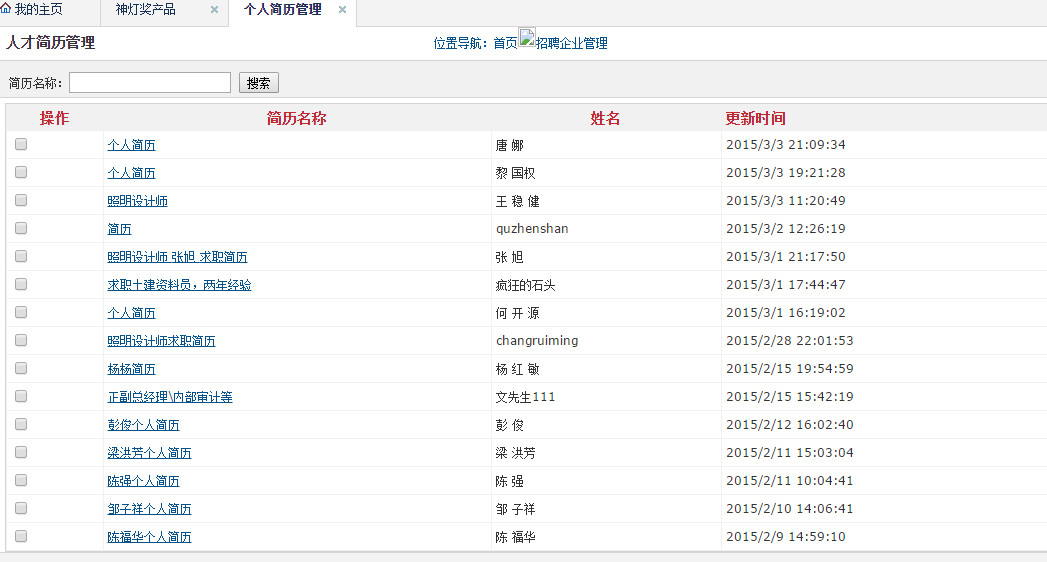 我的主页 神灯奖产品 个人简历管理
人才简历管理 位置导航：首页 招聘企业管理
简历名称： 搜索
操作 简历名称 姓名 更新时间
个人简历 唐 娜 2015/3/3 21:09:34
个人简历 黎 国权 2015/3/3 19:21:28
照明设计师 王 稳 健 2015/3/3 11:20:49
简历 quzhenshan 2015/3/2 12:26:19
照明设计师 张旭 求职简历 张 旭 2015/3/1 21:17:50
求职土建资料员，两年经验 疯狂的石头 2015/3/1 17:44:47
个人简历 何 开 源 2015/3/1 16:19:02
照明设计师求职简历 changruiming 2015/2/28 22:01:53
杨杨简历 杨 红 敏 2015/2/15 19:54:59
正副总经理\内部审计等 文先生111 2015/2/15 15:42:19
彭俊个人简历 彭 俊 2015/2/12 16:02:40
梁洪芳个人简历 梁 洪芳 2015/2/11 15:03:04
陈强个人简历 陈 强 2015/2/11 10:04:41
邹子祥个人简历 邹 子祥 2015/2/10 14:06:41
陈福华个人简历 陈 福华 2015/2/9 14:59:10